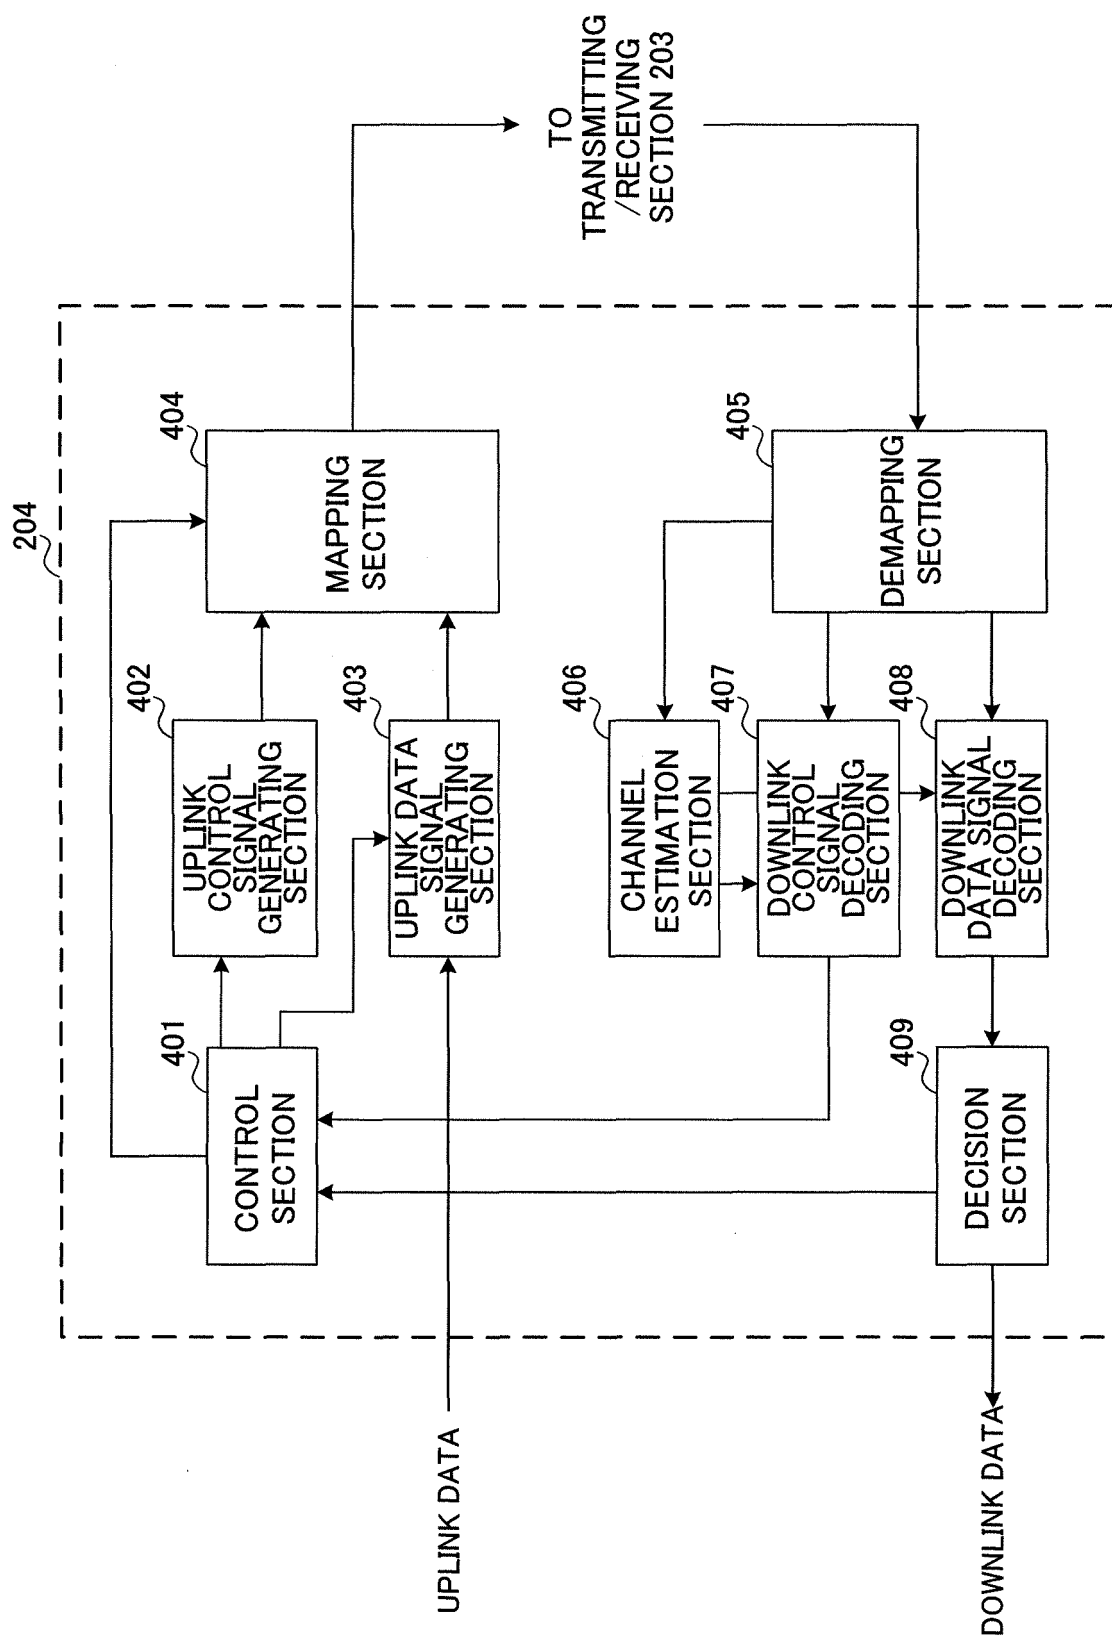 204
401
CONTROL
SECTION
402
UPLINK
CONTROL
SIGNAL
GENERATING
SECTION
403
UPLINK DATA
SIGNAL
GENERATING
SECTION
404
MAPPING
SECTION
TO
TRANSMITTING
/RECEIVING
SECTION 203
UPLINK DATA
405
DEMAPPING
SECTION
406
CHANNEL
ESTIMATION
SECTION
407
DOWNLINK
CONTROL
SIGNAL
DECODING
SECTION
408
DOWNLINK
DATA SIGNAL
DECODING
SECTION
409
DECISION
SECTION
DOWNLINK DATA